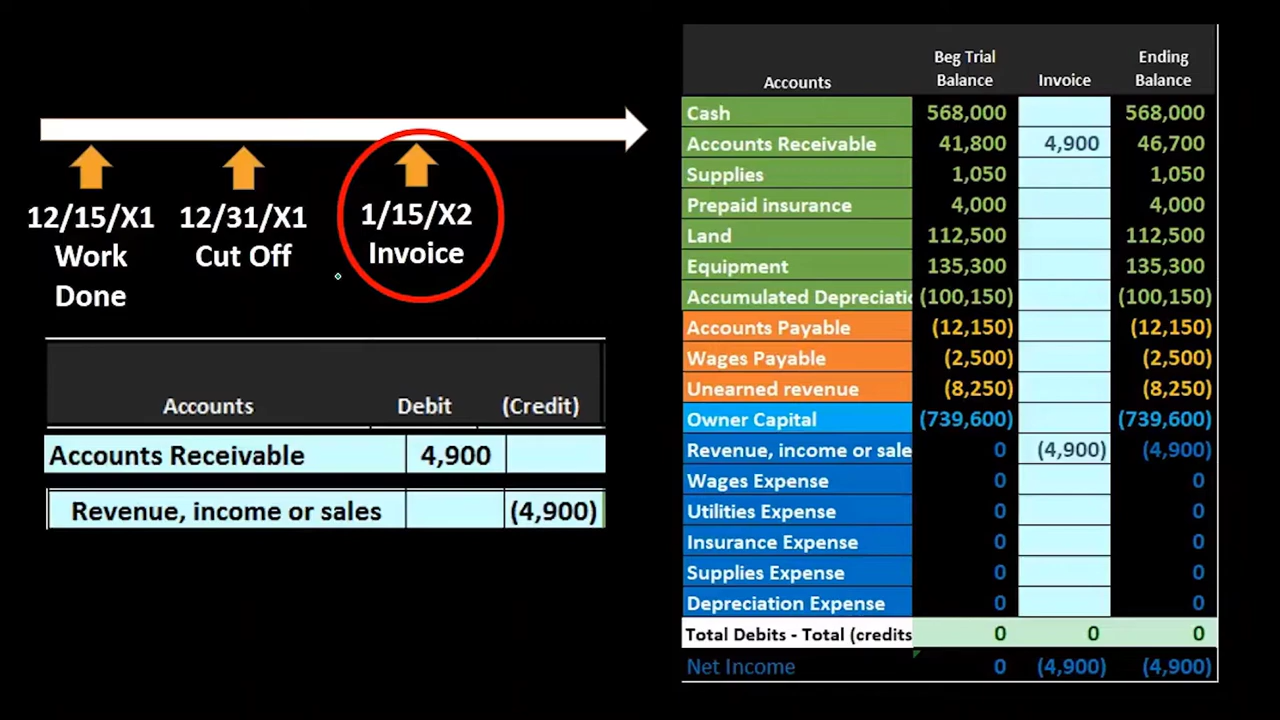 12/15/X1 12/31/X1 1/15/X2
Work Cut Off Invoice
Done
Accounts Debit (Credit)
Accounts Receivable 4,900
Revenue, income or sales (4,900)
Beg Trial Ending
Accounts Balance Invoice Balance
Cash 568,000 568,000
Accounts Receivable 41,800 4,900 46,700
Supplies 1,050 1,050
Prepaid insurance 4,000 4,000
Land 112,500 112,500
Equipment 135,300 135,300
Accumulated Depreciatic (100,150) (100,150)
Accounts Payable (12,150) (12,150)
Wages Payable (2,500) (2,500)
Unearned revenue (8,250) (8,250)
Owner Capital (739,600) (739,600)
Revenue, income or sale 0 (4,900) (4,900)
Wages Expense 0 0
Utilities Expense 0 0
Insurance Expense 0 0
Supplies Expense 0 0
Depreciation Expense 0 0
Total Debits - Total (credits 0 0 0
Net Income 0 (4,900) (4,900)